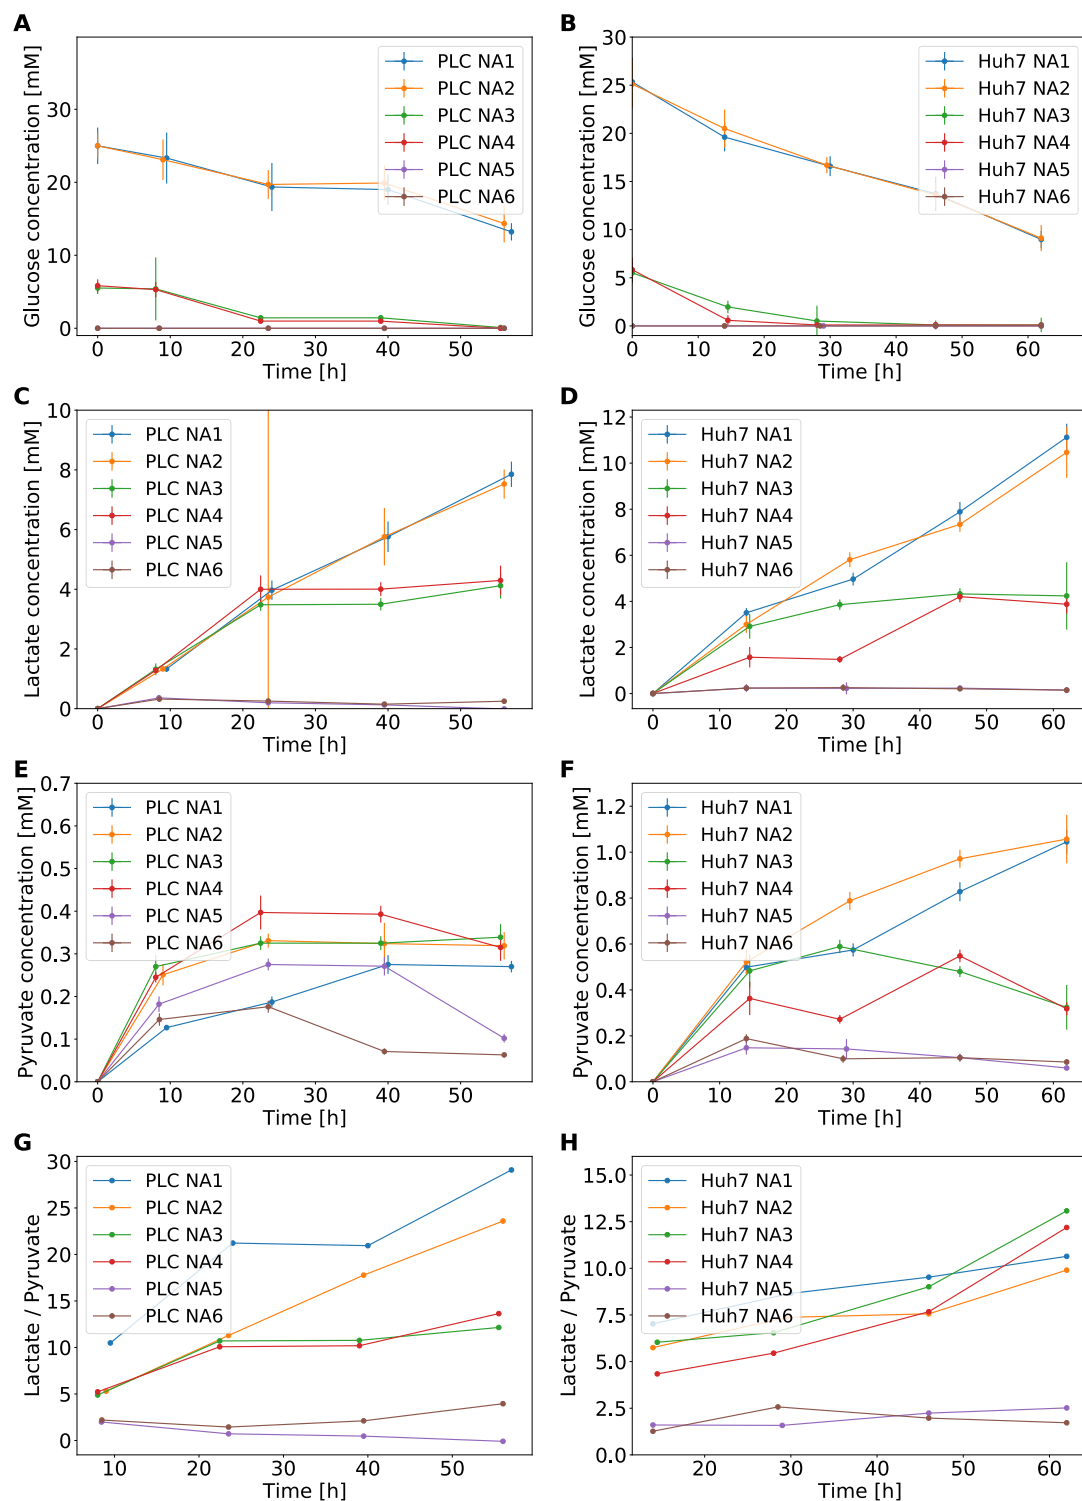 A
Glucose concentration [mM]
30
20
10
0
PLC NA1
PLC NA2
PLC NA3
PLC NA4
PLC NA5
PLC NA6
0 10 20 30 40 50
Time [h]
B
Glucose concentration [mM]
30
25
20
15
10
5
0
Huh7 NA1
Huh7 NA2
Huh7 NA3
Huh7 NA4
Huh7 NA5
Huh7 NA6
0 10 20 30 40 50 60
Time [h]
C
Lactate concentration [mM]
10
8
6
4
2
0
PLC NA1
PLC NA2
PLC NA3
PLC NA4
PLC NA5
PLC NA6
0 10 20 30 40 50
Time [h]
D
Lactate concentration [mM]
12
10
8
6
4
2
0
Huh7 NA1
Huh7 NA2
Huh7 NA3
Huh7 NA4
Huh7 NA5
Huh7 NA6
0 10 20 30 40 50 60
Time [h]
E
Pyruvate concentration [mM]
0.7
0.6
0.5
0.4
0.3
0.2
0.1
0.0
PLC NA1
PLC NA2
PLC NA3
PLC NA4
PLC NA5
PLC NA6
0 10 20 30 40 50
Time [h]
F
Pyruvate concentration [mM]
1.2
1.0
0.8
0.6
0.4
0.2
0.0
Huh7 NA1
Huh7 NA2
Huh7 NA3
Huh7 NA4
Huh7 NA5
Huh7 NA6
0 10 20 30 40 50 60
Time [h]
G
Lactate / Pyruvate
30
25
20
15
10
5
0
PLC NA1
PLC NA2
PLC NA3
PLC NA4
PLC NA5
PLC NA6
10 20 30 40 50
Time [h]
H
Lactate / Pyruvate
15.0
12.5
10.0
7.5
5.0
2.5
0.0
Huh7 NA1
Huh7 NA2
Huh7 NA3
Huh7 NA4
Huh7 NA5
Huh7 NA6
20 30 40 50 60
Time [h]